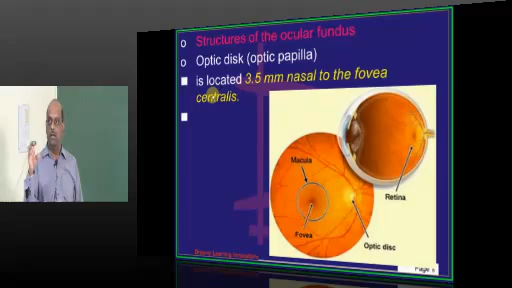 Structures of the ocular fundus
Optic disk (optic papilla)
is located 3.5 mm nasal to the fovea
centralis.
Macula
Retina
Fovea
Optic disc